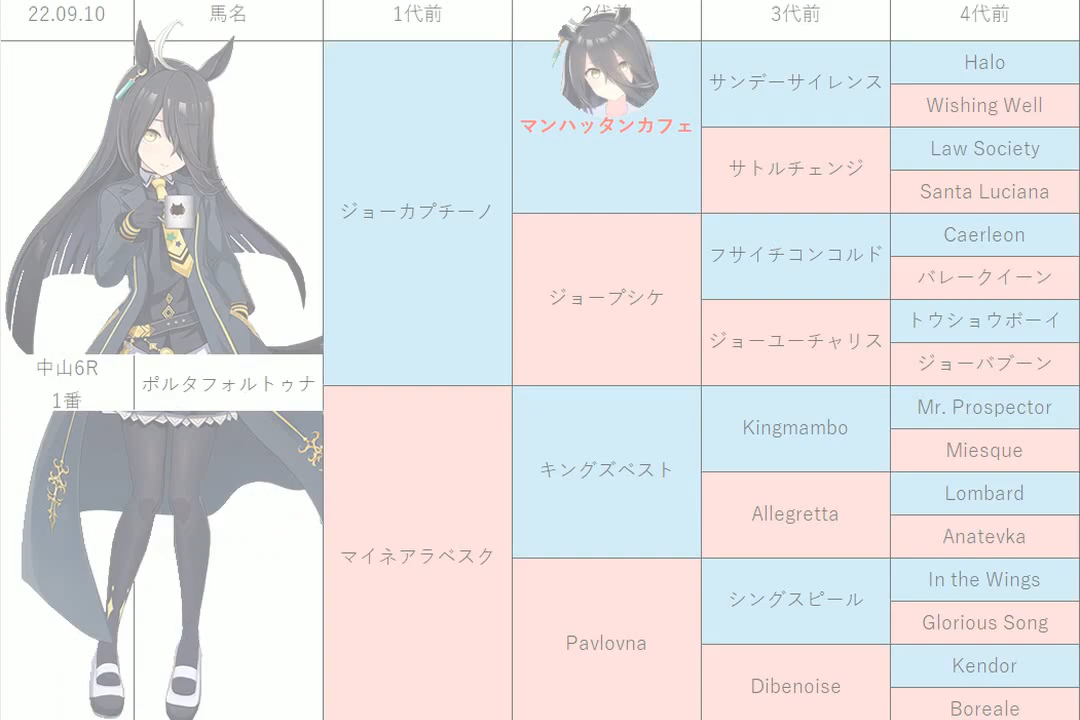 22.09.10 馬名 1代前 2代前 3代前 4代前
中山6R
1番
ポルタフォルトゥナ
ジョーカプチーノ
マイネアラベスク
マンハッタンカフェ
ジョープシケ
キングズベスト
Pavlovna
サンデーサイレンス
サトルチェンジ
フサイチコンコルド
ジョーユーチャリス
Kingmambo
Allegretta
シングスピール
Dibenoise
Halo
Wishing Well
Law Society
Santa Luciana
Caerleon
バレークイーン
トウショウボーイ
ジョーバブーン
Mr. Prospector
Miesque
Lombard
Anatevka
In the Wings
Glorious Song
Kendor
Boreale